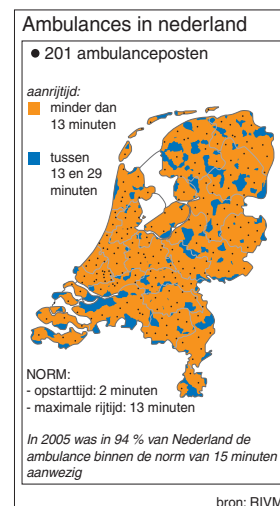 Ambulances in nederland
201 ambulanceposten
aanrijtijd:
minder dan
13 minuten
tussen
13 en 29
minuten
NORM:
- opstarttijd: 2 minuten
- maximale rijtijd: 13 minuten
In 2005 was in 94 % van Nederland de
ambulance binnen de norm van 15 minuten
aanwezig
bron: RIVM